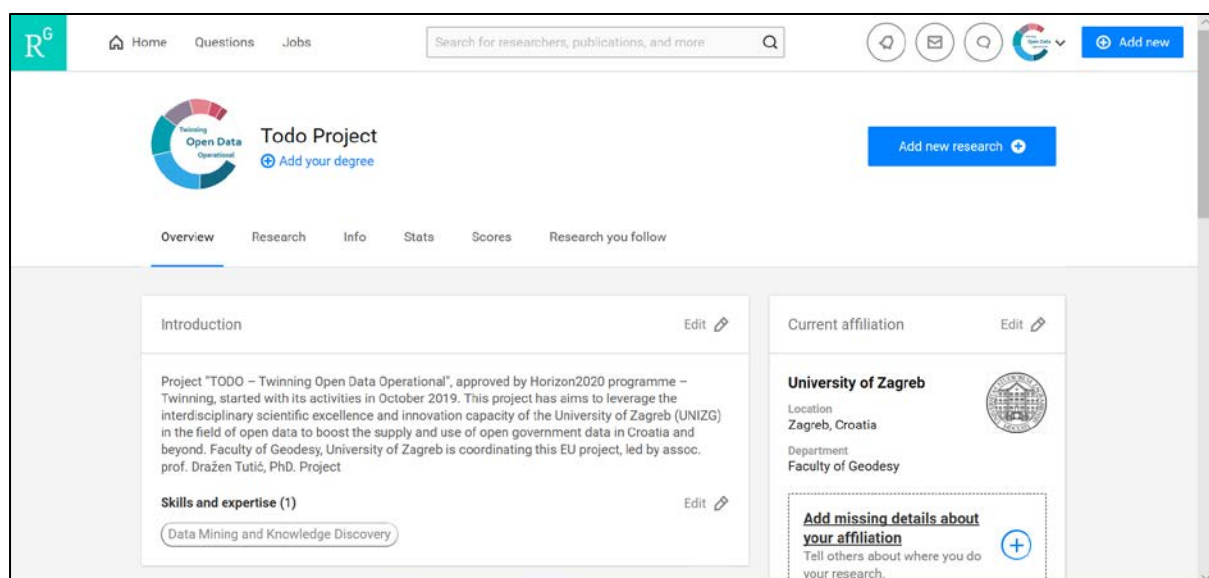 RG
Home Questions Jobs Search for researchers, publications, and more Add new
Twinning
Open Data
Operational
Todo Project
Add your degree
Add new research
Overview Research Info Stats Scores Research you follow
Introduction Edit
Project "TODO – Twinning Open Data Operational", approved by Horizon2020 programme –
Twinning, started with its activities in October 2019. This project has aims to leverage the
interdisciplinary scientific excellence and innovation capacity of the University of Zagreb (UNIZG)
in the field of open data to boost the supply and use of open government data in Croatia and
beyond. Faculty of Geodesy, University of Zagreb is coordinating this EU project, led by assoc.
prof. Dražen Tutić, PhD. Project
Skills and expertise (1) Edit
Data Mining and Knowledge Discovery
Current affiliation Edit
University of Zagreb
Location
Zagreb, Croatia
Department
Faculty of Geodesy
Add missing details about
your affiliation
Tell others about where you do
your research.